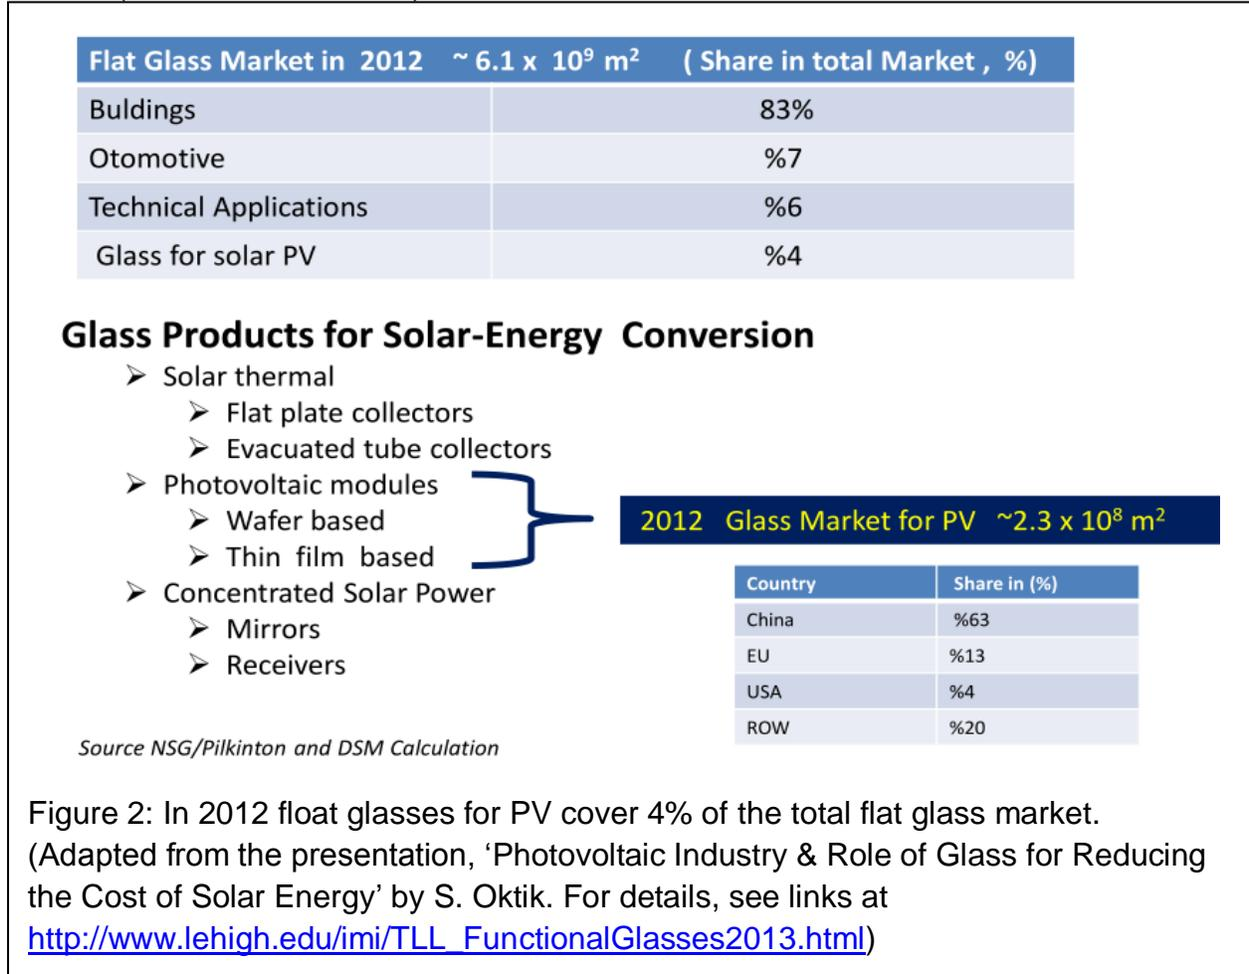 Flat Glass Market in 2012 ~ 6.1 x 10⁹ m² ( Share in total Market , %)
Buldings 83%
Otomotive %7
Technical Applications %6
Glass for solar PV %4
Glass Products for Solar-Energy Conversion
➢ Solar thermal
➢ Flat plate collectors
➢ Evacuated tube collectors
➢ Photovoltaic modules
➢ Wafer based
➢ Thin film based
➢ Concentrated Solar Power
➢ Mirrors
➢ Receivers
2012 Glass Market for PV ~2.3 x 10⁸ m²
Country Share in (%)
China %63
EU %13
USA %4
ROW %20
Source NSG/Pilkinton and DSM Calculation
Figure 2: In 2012 float glasses for PV cover 4% of the total flat glass market.
(Adapted from the presentation, ‘Photovoltaic Industry & Role of Glass for Reducing
the Cost of Solar Energy’ by S. Oktik. For details, see links at
http://www.lehigh.edu/imi/TLL_FunctionalGlasses2013.html)